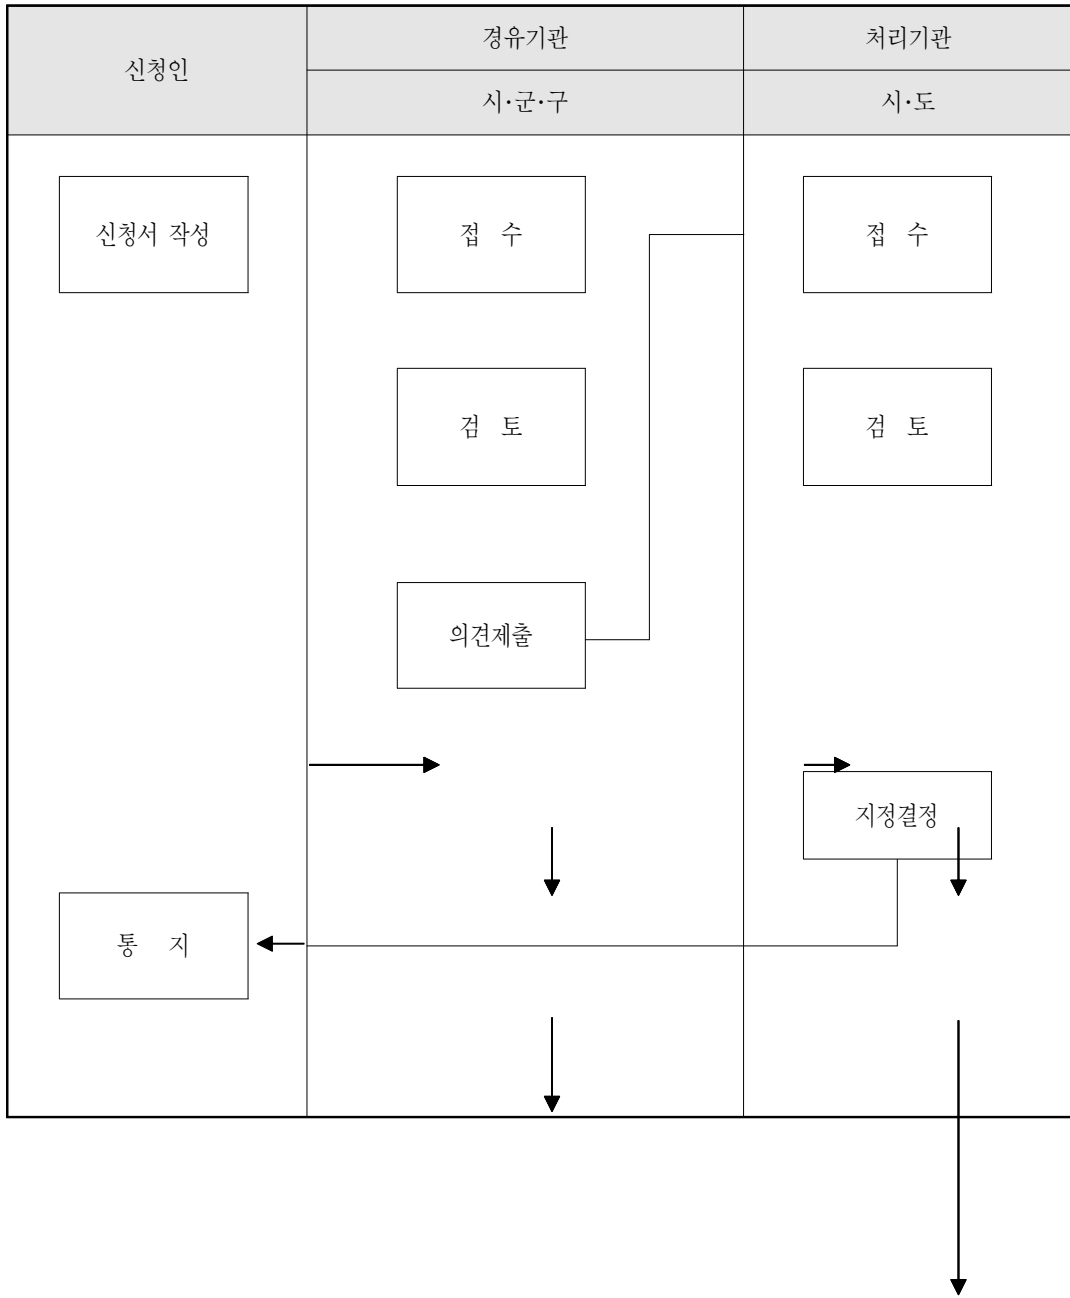 신청인
경유기관
처리기관
시·군·구
시·도
신청서 작성
접 수
접 수
검 토
검 토
의견제출
지정결정
통 지